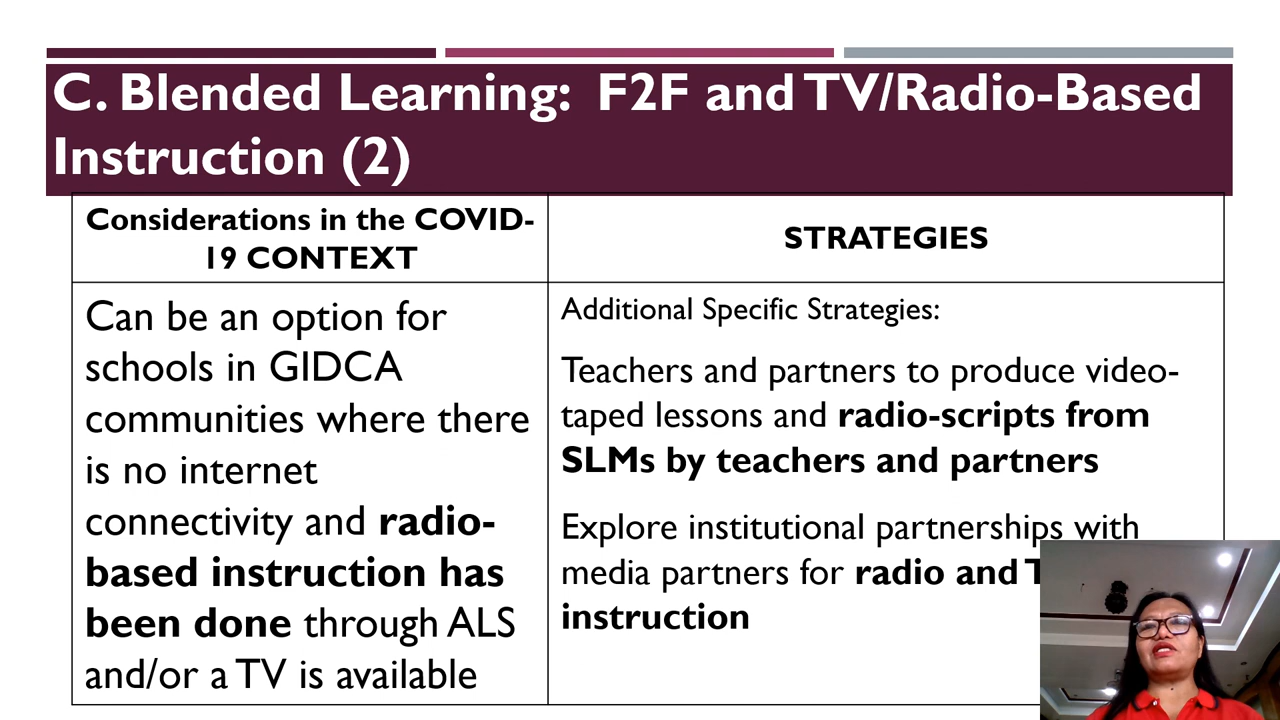 C. Blended Learning: F2F and TV/Radio-Based
Instruction (2)
Considerations in the COVID-
19 CONTEXT
STRATEGIES
Can be an option for
schools in GIDCA
communities where there
is no internet
connectivity and radio-
based instruction has
been done through ALS
and/or a TV is available
Additional Specific Strategies:
Teachers and partners to produce video-
taped lessons and radio-scripts from
SLMs by teachers and partners
Explore institutional partnerships with
media partners for radio and
instruction